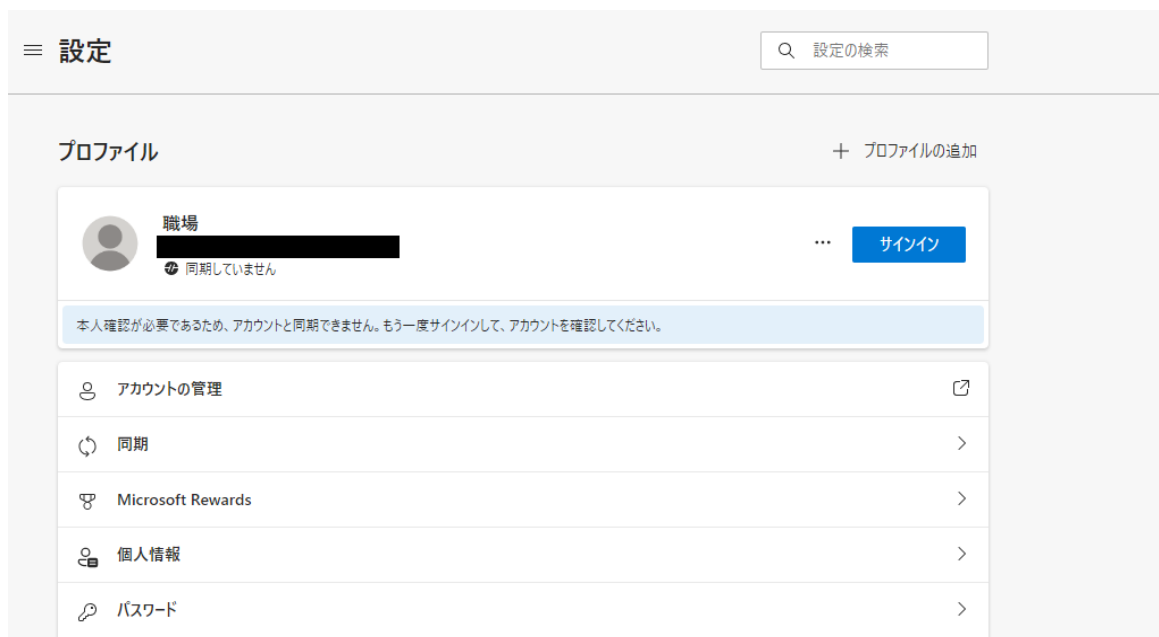 設定
設定の検索
プロファイル
プロファイルの追加
職場
同期していません
サインイン
本人確認が必要であるため、アカウントと同期できません。もう一度サインインして、アカウントを確認してください。
アカウントの管理
同期
Microsoft Rewards
個人情報
パスワード